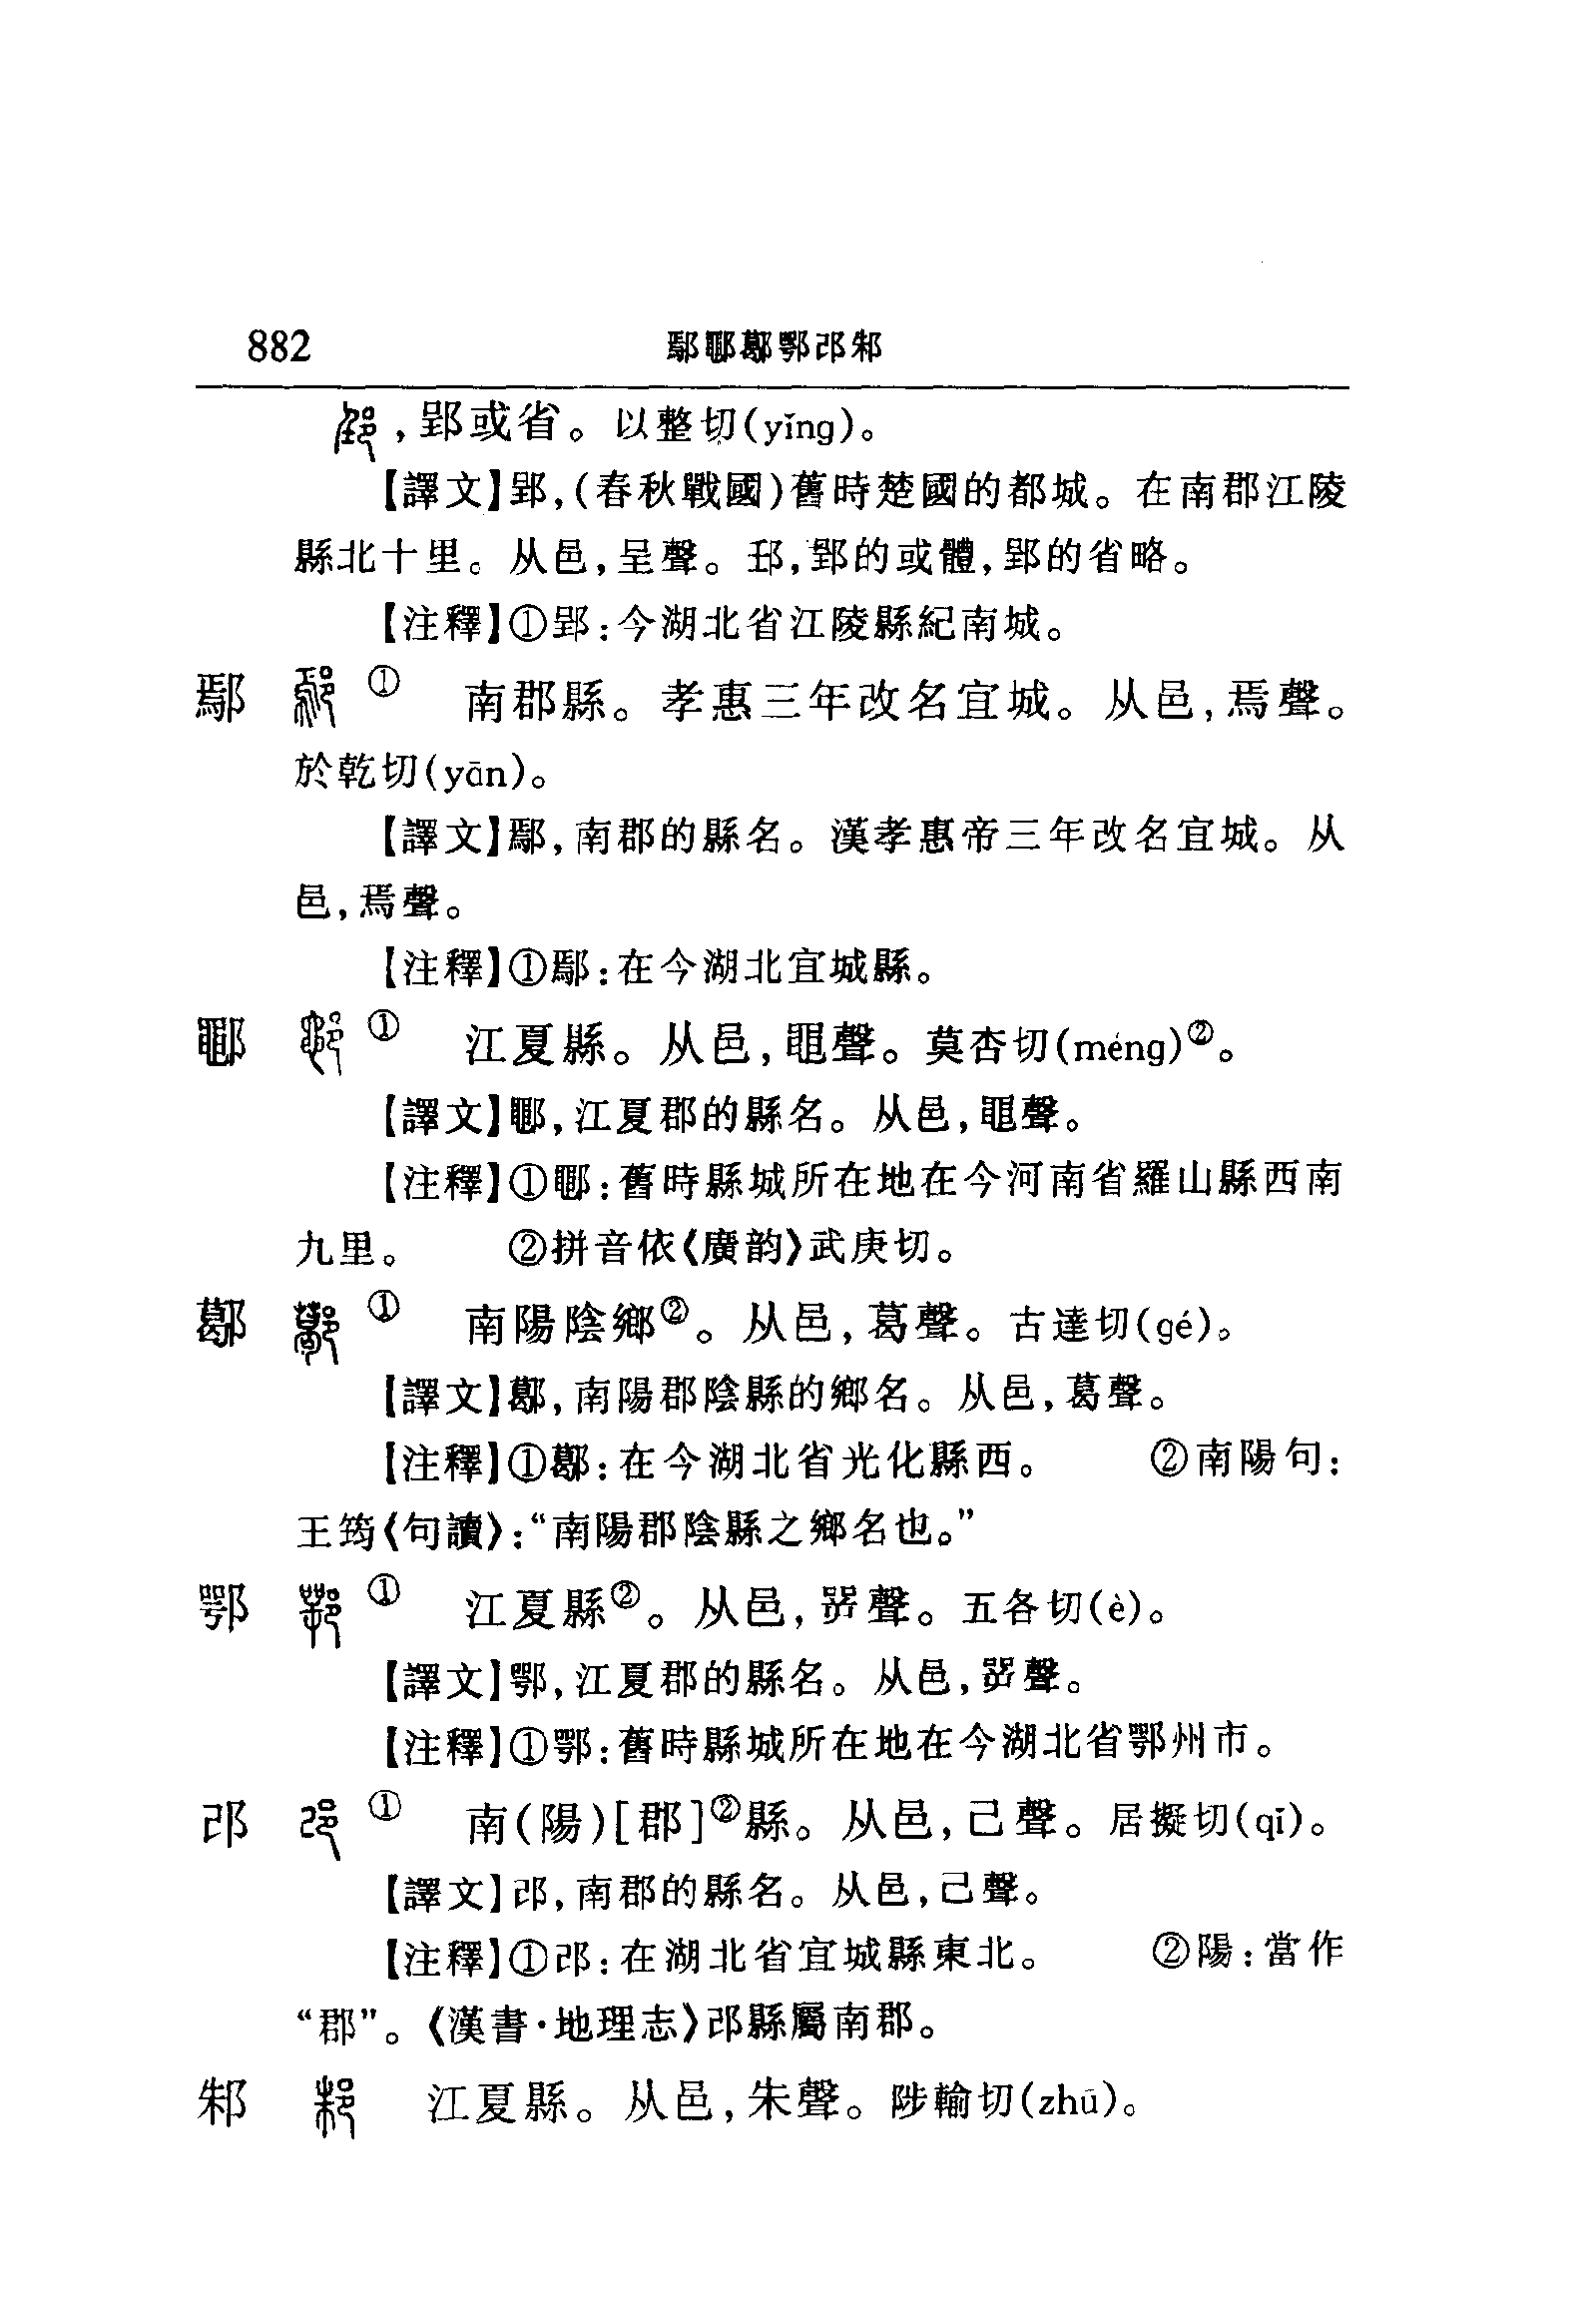 882 鄢鄳鄸鄂邔邾
,郢或省。以整切(yǐng)。
【譯文】郢,(春秋戰國)舊時楚國的都城。在南郡江陵
縣北十里。从邑,呈聲。邼,郢的或體,郢的省略。
【注釋】①郢:今湖北省江陵縣紀南城。
鄢 ① 南郡縣。孝惠三年改名宜城。从邑,焉聲。
於乾切(yān)。
【譯文】鄢,南郡的縣名。漢孝惠帝三年改名宜城。从
邑,焉聲。
【注釋】①鄢:在今湖北宜城縣。
鄳 ① 江夏縣。从邑,黽聲。莫杏切(méng)②。
【譯文】鄳,江夏郡的縣名。从邑,黽聲。
【注釋】①鄳:舊時縣城所在地在今河南省羅山縣西南
九里。 ②拼音依《廣韵》武庚切。
𨞛 ① 南陽陰鄉②。从邑,葛聲。古達切(gé)。
【譯文】𨞛,南陽郡陰縣的鄉名。从邑,葛聲。
【注釋】①𨞛:在今湖北省光化縣西。 ②南陽句:
王筠《句讀》:“南陽郡陰縣之鄉名也。”
鄂 ① 江夏縣②。从邑,咢聲。五各切(è)。
【譯文】鄂,江夏郡的縣名。从邑,咢聲。
【注釋】①鄂:舊時縣城所在地在今湖北省鄂州市。
邔 ① 南(陽)[郡]②縣。从邑,己聲。居擬切(qǐ)。
【譯文】邔,南郡的縣名。从邑,己聲。
【注釋】①邔:在湖北省宜城縣東北。 ②陽:當作
“郡”。《漢書·地理志》邔縣屬南郡。
邾 江夏縣。从邑,朱聲。陟輸切(zhū)。